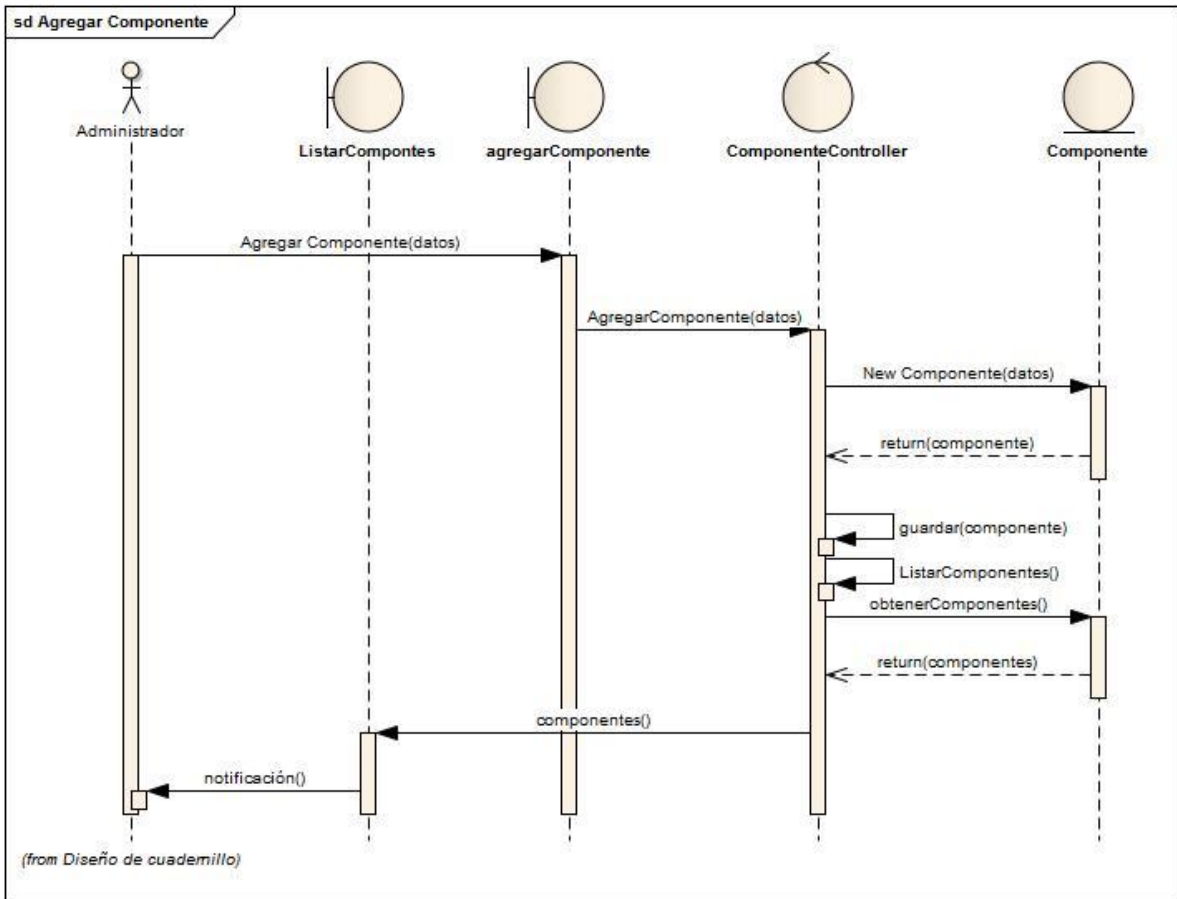 sd Agregar Componente
Administrador
ListarCompontes
agregarComponente
ComponenteController
Componente
Agregar Componente(datos)
AgregarComponente(datos)
New Componente(datos)
return(componente)
guardar(componente)
ListarComponentes()
obtenerComponentes()
return(componentes)
componentes()
notificación()
(from Diseño de cuadernillo)